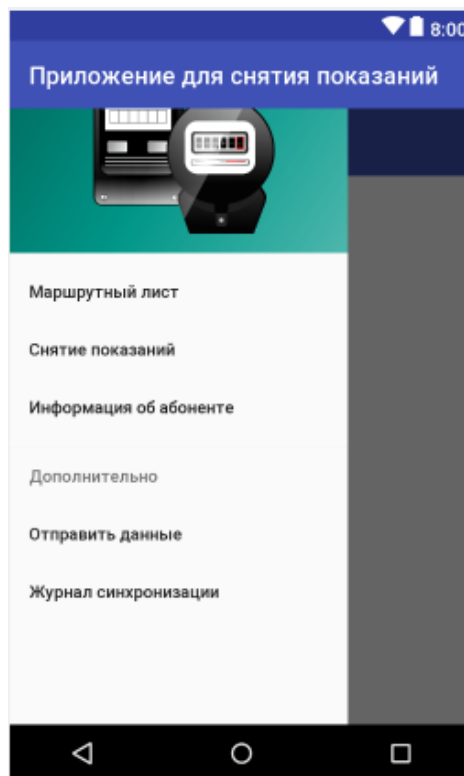 8:00
Приложение для снятия показаний
Маршрутный лист
Снятие показаний
Информация об абоненте
Дополнительно
Отправить данные
Журнал синхронизации